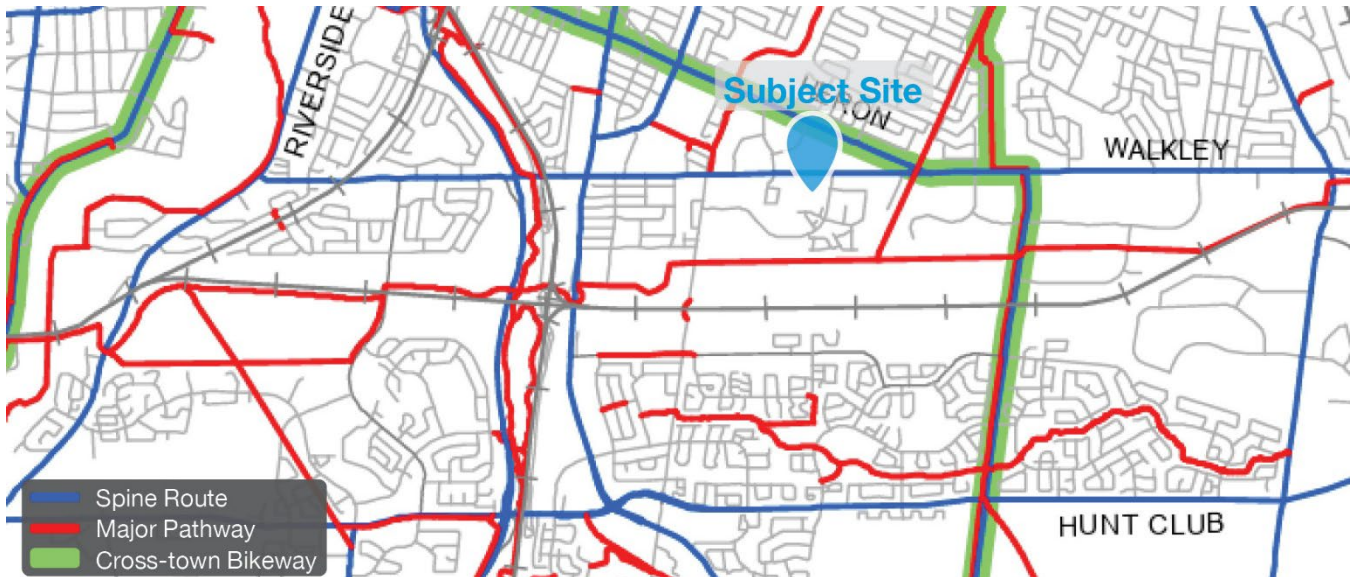 RIVERSIDE
Subject Site
WALKLEY
HUNT CLUB
Spine Route
Major Pathway
Cross-town Bikeway